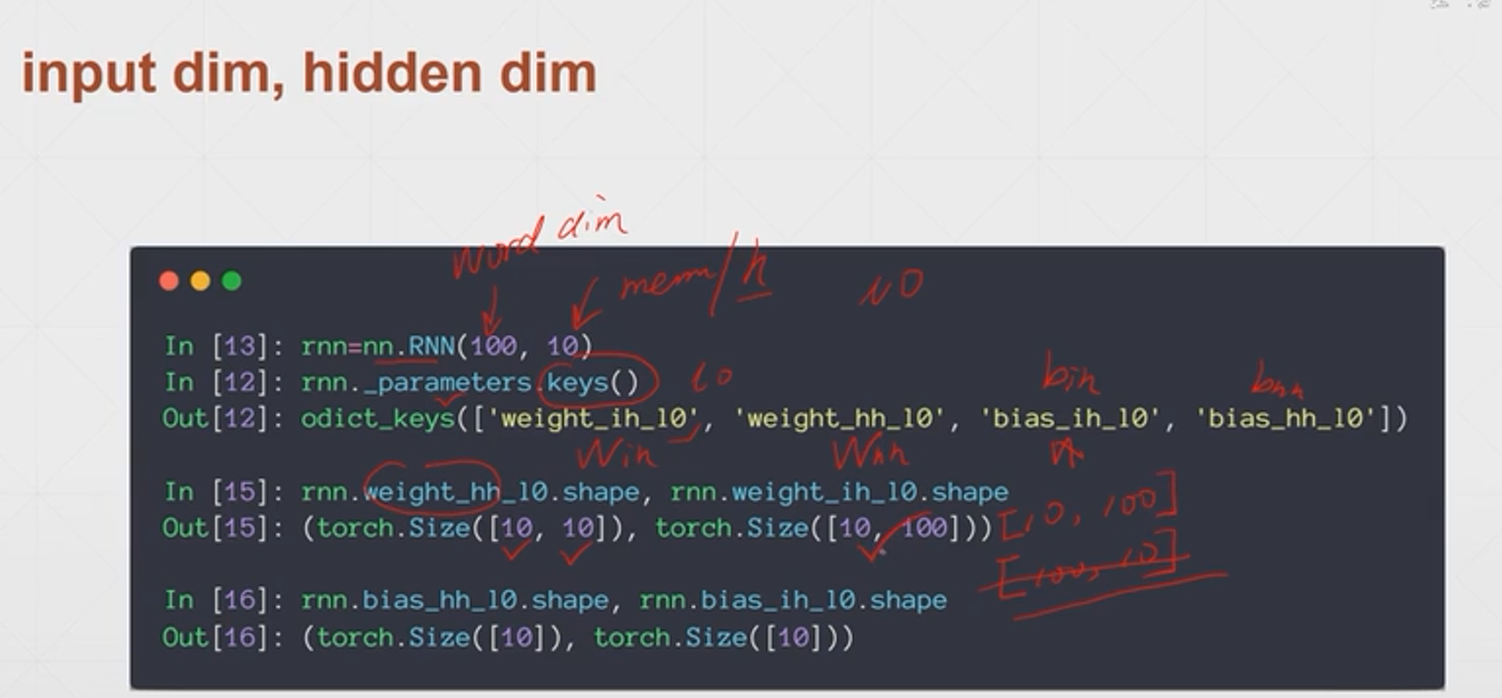 input dim, hidden dim
word dim
mem/h
NO
In [13]: rnn=nn.RNN(100, 10)
In [12]: rnn._parameters.keys()
l0
bih
bhh
Out[12]: odict_keys(['weight_ih_l0', 'weight_hh_l0', 'bias_ih_l0', 'bias_hh_l0'])
Wih
Whh
In [15]: rnn.weight_hh_l0.shape, rnn.weight_ih_l0.shape
Out[15]: (torch.Size([10, 10]), torch.Size([10, 100]))
[10, 100]
[100, 10]
In [16]: rnn.bias_hh_l0.shape, rnn.bias_ih_l0.shape
Out[16]: (torch.Size([10]), torch.Size([10]))